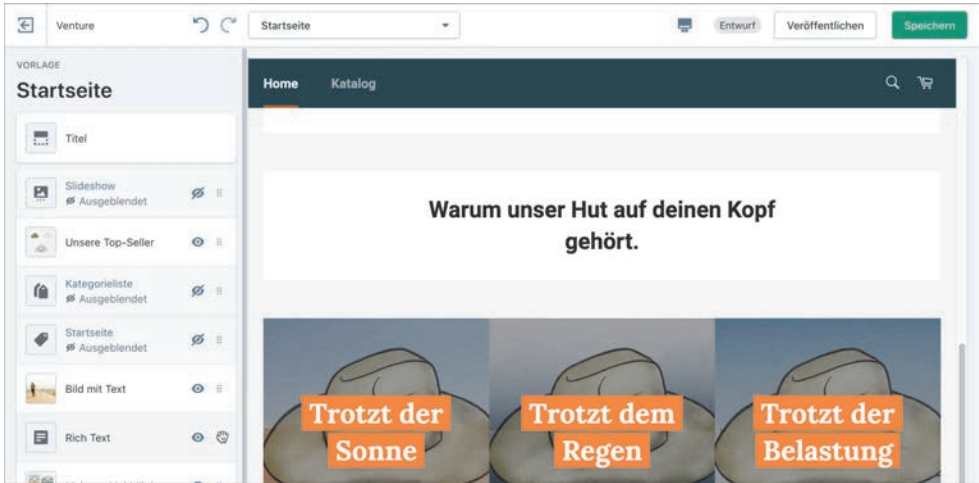 Venture
Startseite
Entwurf
Veröffentlichen
Speichern
VORLAGE
Startseite
Titel
Slideshow
Ausgeblendet
Unsere Top-Seller
Kategorieliste
Ausgeblendet
Startseite
Ausgeblendet
Bild mit Text
Rich Text
Home
Katalog
Warum unser Hut auf deinen Kopf
gehört.
Trotzt der
Sonne
Trotzt dem
Regen
Trotzt der
Belastung